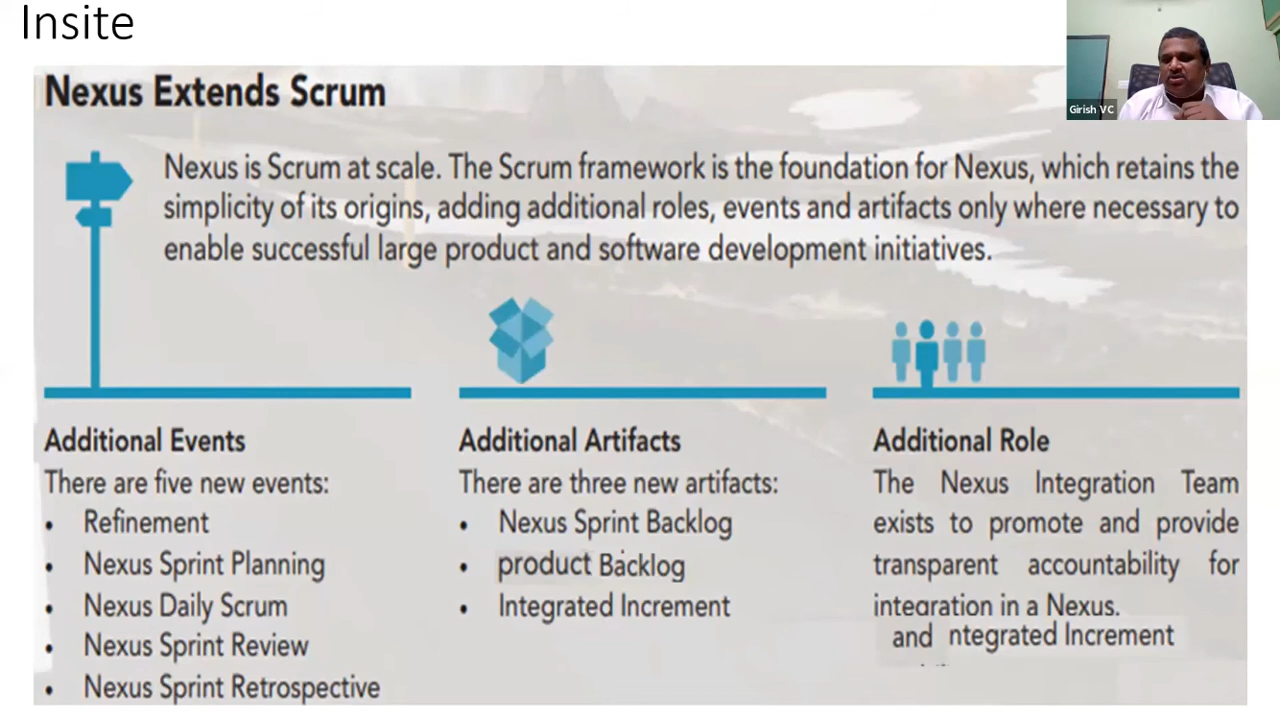 Insite
Girish VC
Nexus Extends Scrum
Nexus is Scrum at scale. The Scrum framework is the foundation for Nexus, which retains the
simplicity of its origins, adding additional roles, events and artifacts only where necessary to
enable successful large product and software development initiatives.
Additional Events
There are five new events:
• Refinement
• Nexus Sprint Planning
• Nexus Daily Scrum
• Nexus Sprint Review
• Nexus Sprint Retrospective
Additional Artifacts
There are three new artifacts:
• Nexus Sprint Backlog
• product Backlog
• Integrated Increment
Additional Role
The Nexus Integration Team
exists to promote and provide
transparent accountability for
integration in a Nexus.
and ntegrated Increment